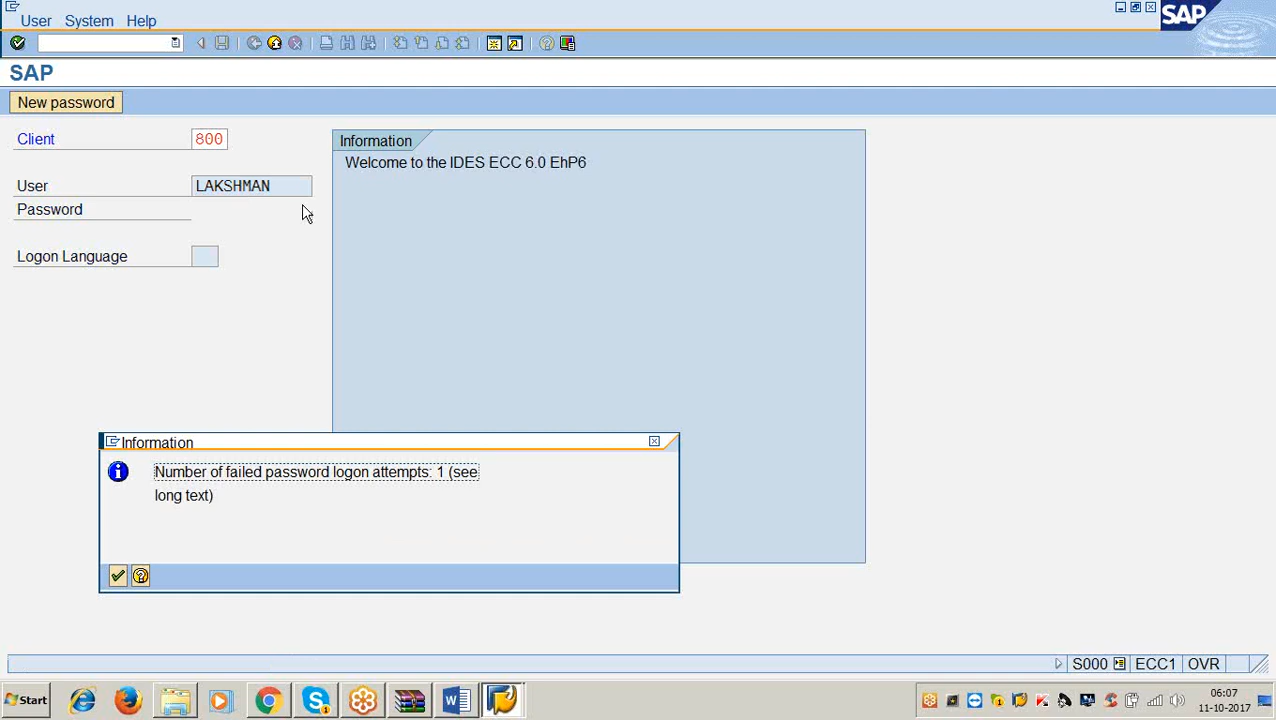 User System Help
SAP
SAP
New password
Client 800
User LAKSHMAN
Password
Logon Language
Information
Welcome to the IDES ECC 6.0 EhP6
Information
Number of failed password logon attempts: 1 (see
long text)
S000 ECC1 OVR
Start
06:07
11-10-2017